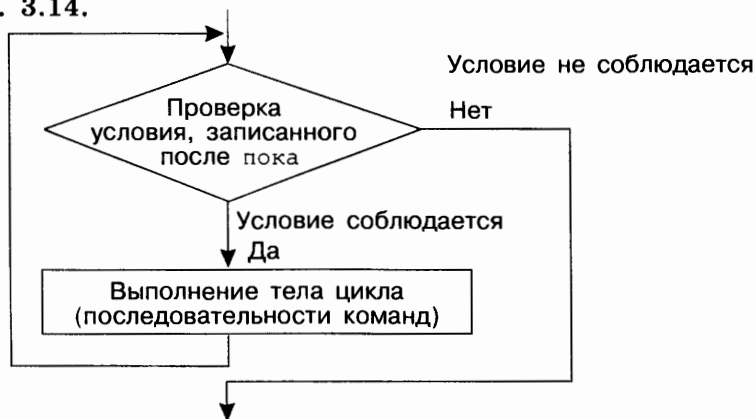 . 3.14.
Условие не соблюдается
Нет
Проверка
условия, записанного
после пока
Условие соблюдается
Да
Выполнение тела цикла
(последовательности команд)